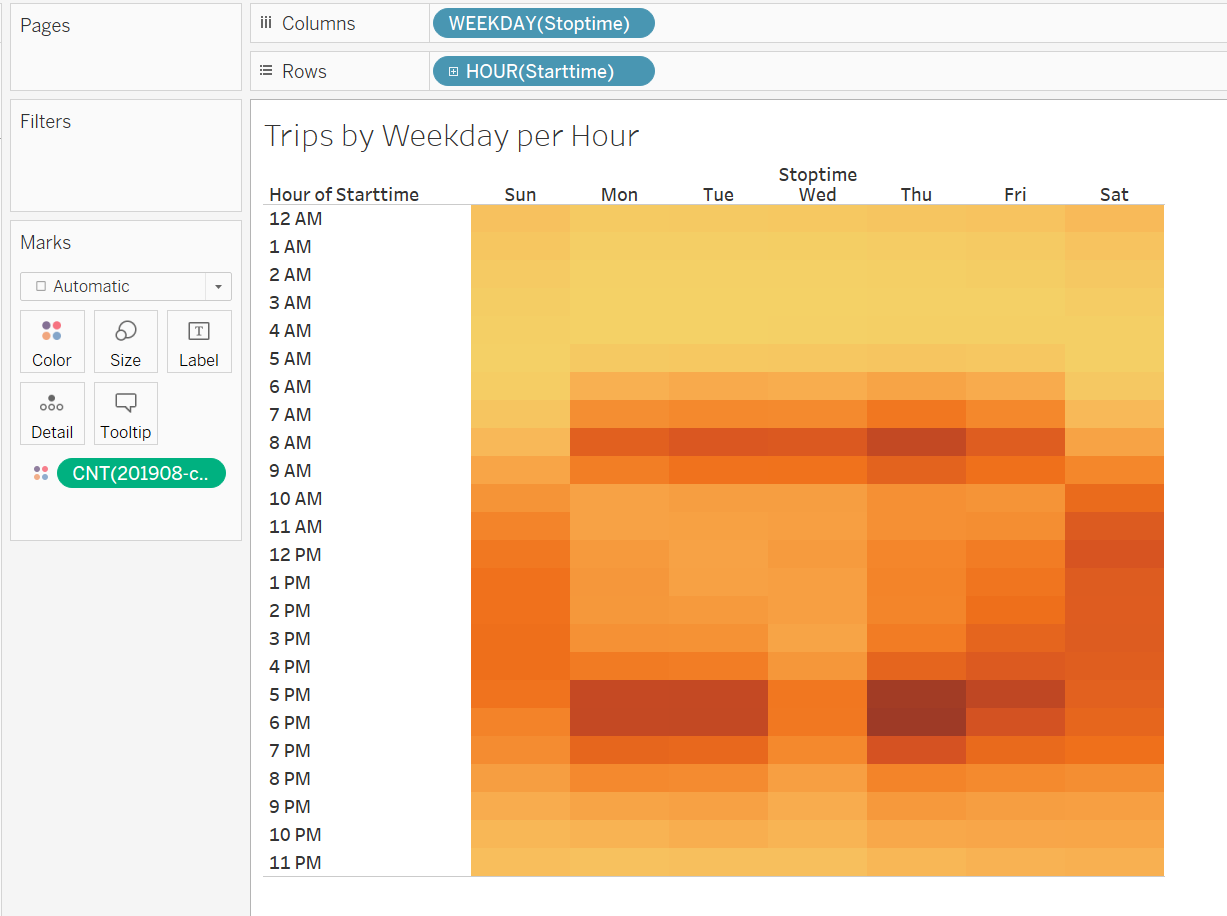 Pages
Filters
Marks
Automatic
Color Size Label
Detail Tooltip
CNT(201908-c..
Columns WEEKDAY(Stoptime)
Rows HOUR(Starttime)
Trips by Weekday per Hour
Stoptime
Hour of Starttime Sun Mon Tue Wed Thu Fri Sat
12 AM
1 AM
2 AM
3 AM
4 AM
5 AM
6 AM
7 AM
8 AM
9 AM
10 AM
11 AM
12 PM
1 PM
2 PM
3 PM
4 PM
5 PM
6 PM
7 PM
8 PM
9 PM
10 PM
11 PM